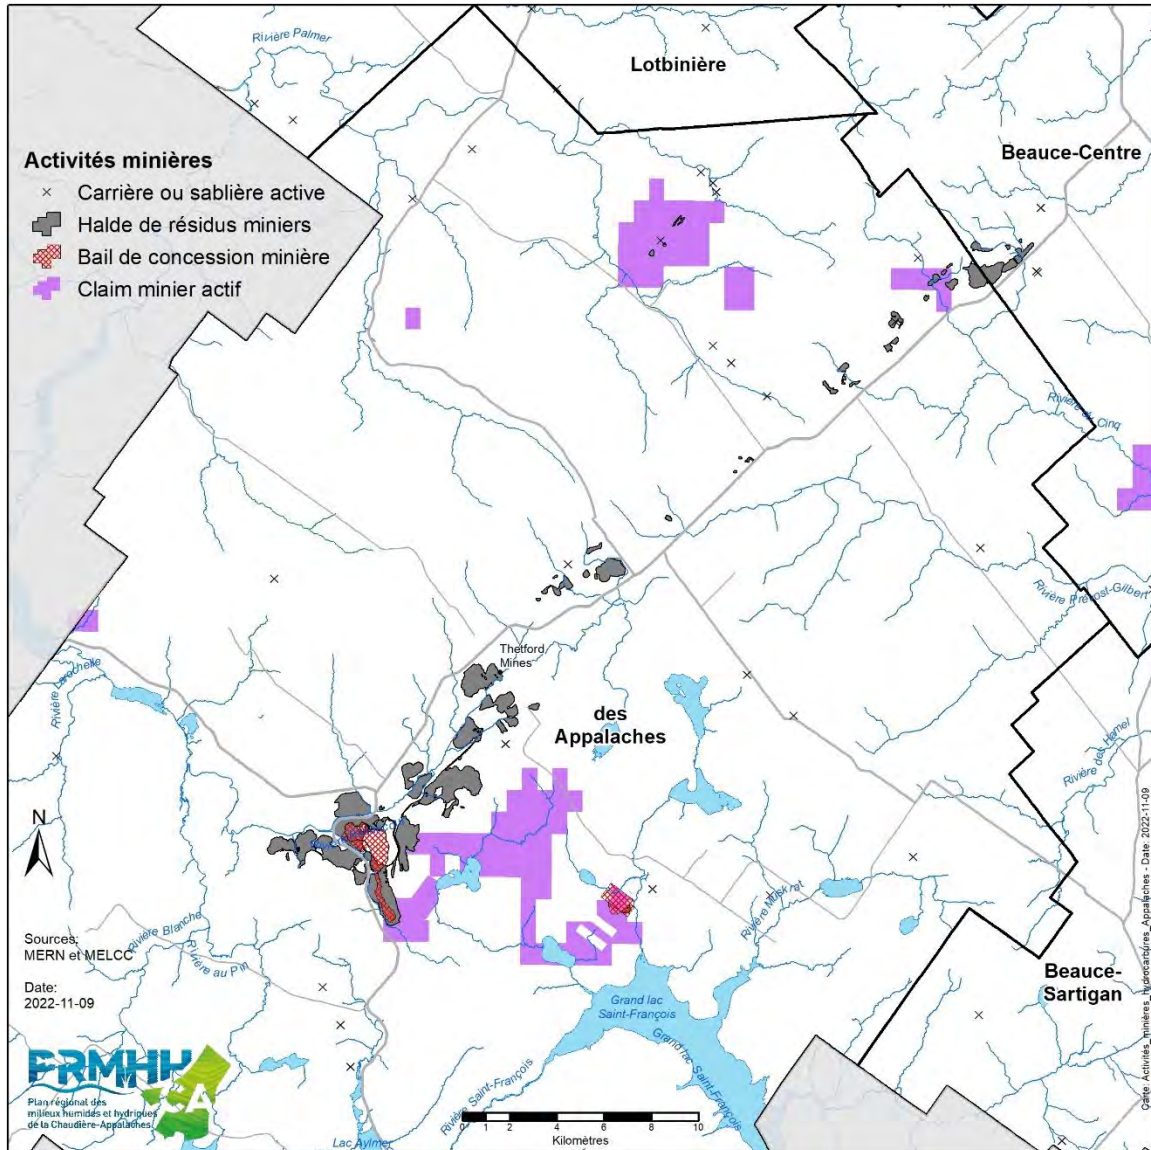 Rivière Palmer
Lotbinière
Beauce-Centre
Activités minières
Carrière ou sablière active
Halde de résidus miniers
Bail de concession minière
Claim minier actif
Rivière Prévost-Gilbert
Rivière Larochelle
Thetford
Mines
des
Appalaches
Rivière des Hamel
N
Rivière Muskrat
Rivière Blanche
Rivière au Pin
Sources:
MERN et MELCC
Date:
2022-11-09
Beauce-
Sartigan
Grand lac
Saint-François
Grand lac Saint-François
Rivière Saint-François
Lac Aylmer
PRMHH
CA
Plan régional des
milieux humides et hydriques
de la Chaudière-Appalaches
0 1 2 4 6 8 10
Kilomètres
Carte: Activités_minières_hydrocarbures_Appalaches - Date: 2022-11-09